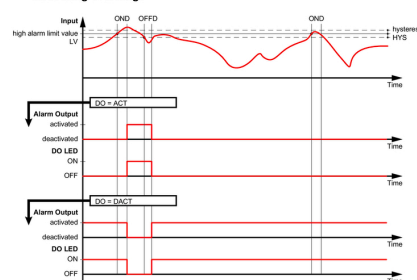 Input
OND OFFD OND
hysteres
high alarm limit value
HYS
LV
Time
DO = ACT
Alarm Output
activated
deactivated
Time
DO LED
ON
OFF
Time
DO = DACT
Alarm Output
activated
deactivated
Time
DO LED
ON
OFF
Time